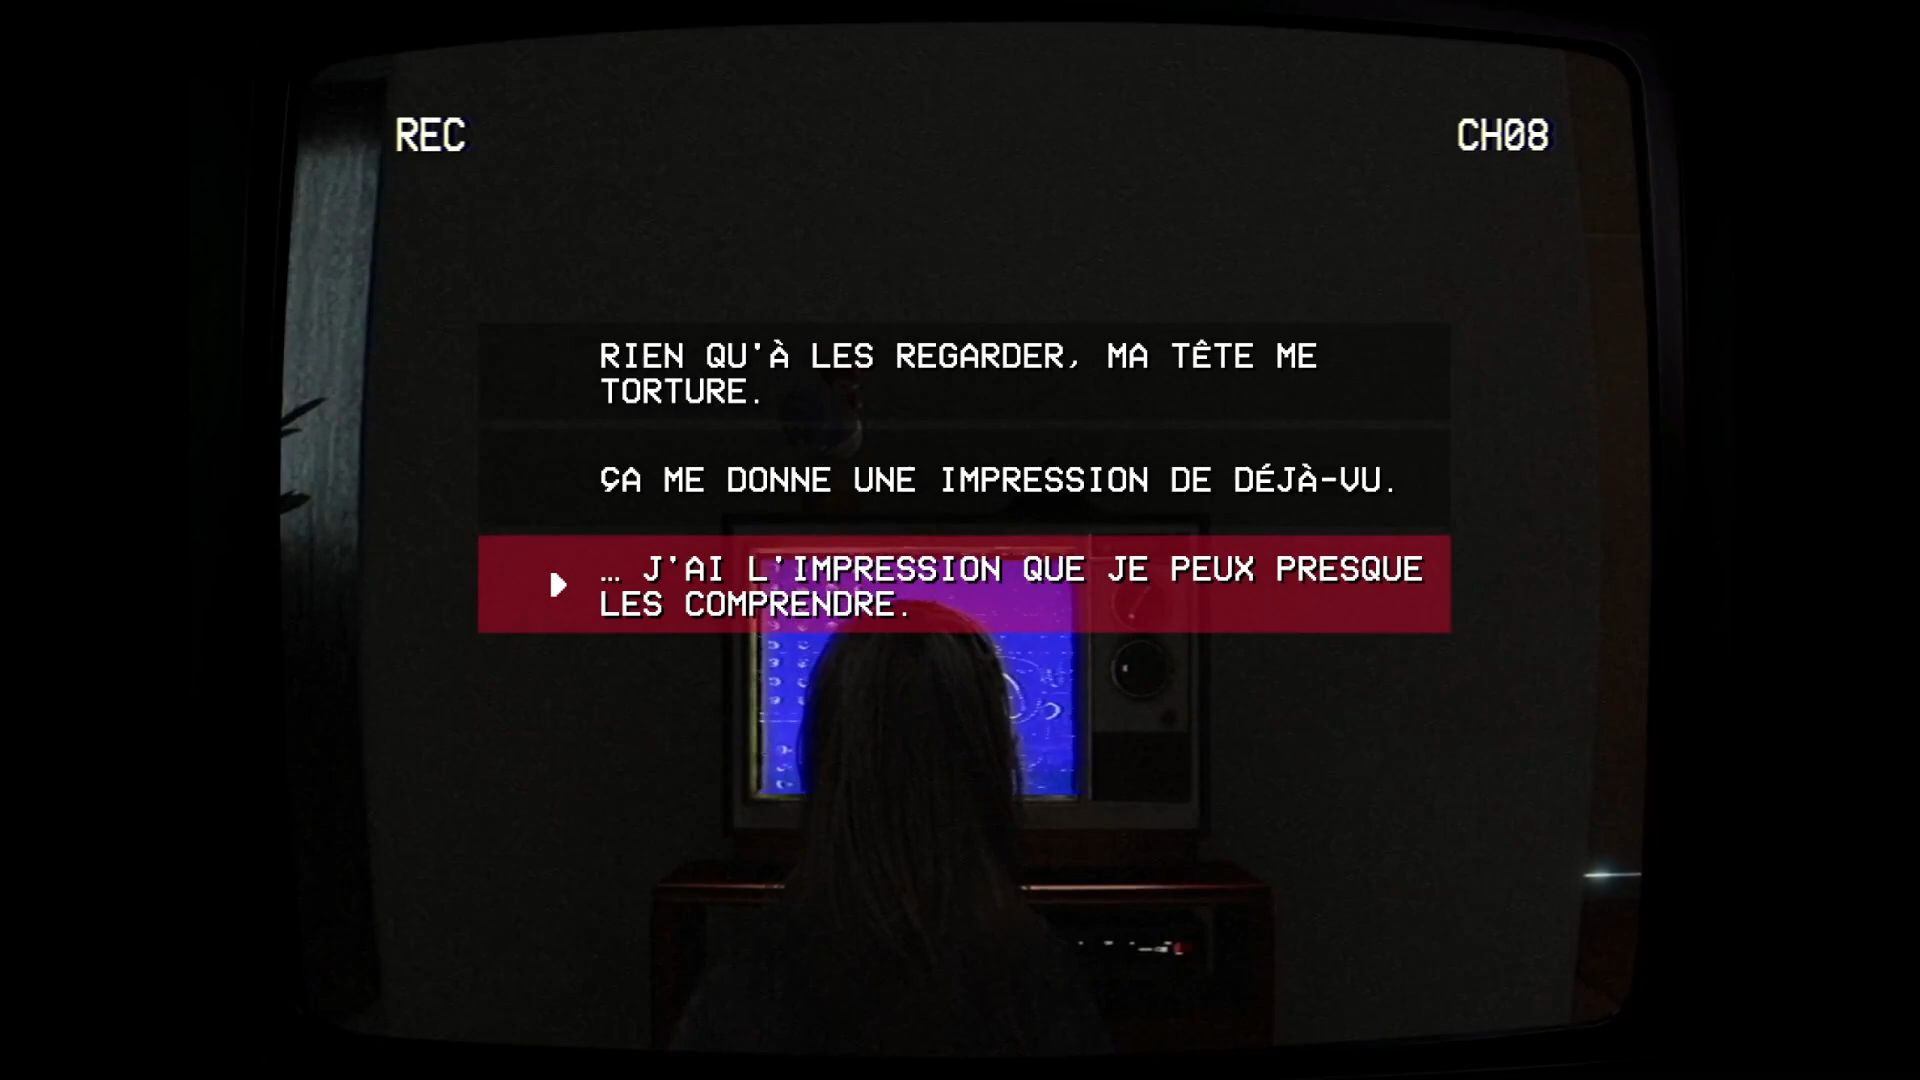 REC
CH08
RIEN QU'À LES REGARDER, MA TÊTE ME
TORTURE.
ÇA ME DONNE UNE IMPRESSION DE DÉJÀ-VU.
… J'AI L'IMPRESSION QUE JE PEUX PRESQUE
LES COMPRENDRE.